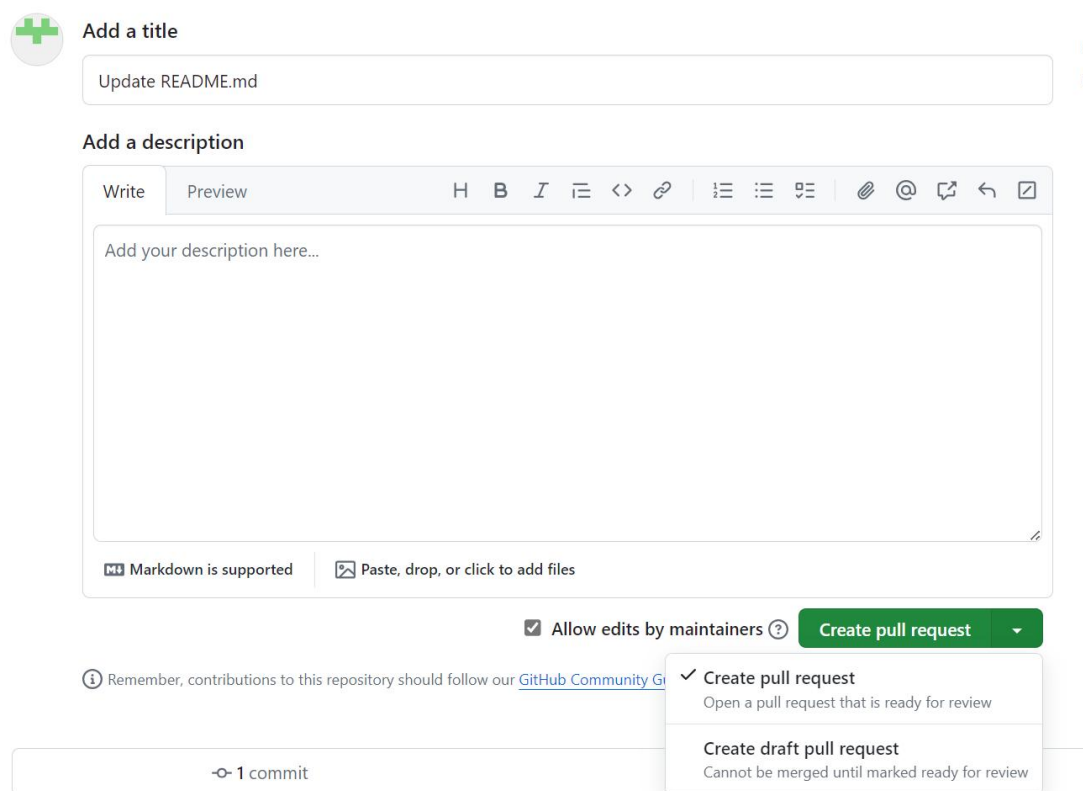 Add a title
Update README.md
Add a description
Write Preview
Add your description here...
Markdown is supported
Paste, drop, or click to add files
Allow edits by maintainers
Create pull request
Remember, contributions to this repository should follow our GitHub Community
Create pull request
Open a pull request that is ready for review
Create draft pull request
Cannot be merged until marked ready for review
1 commit